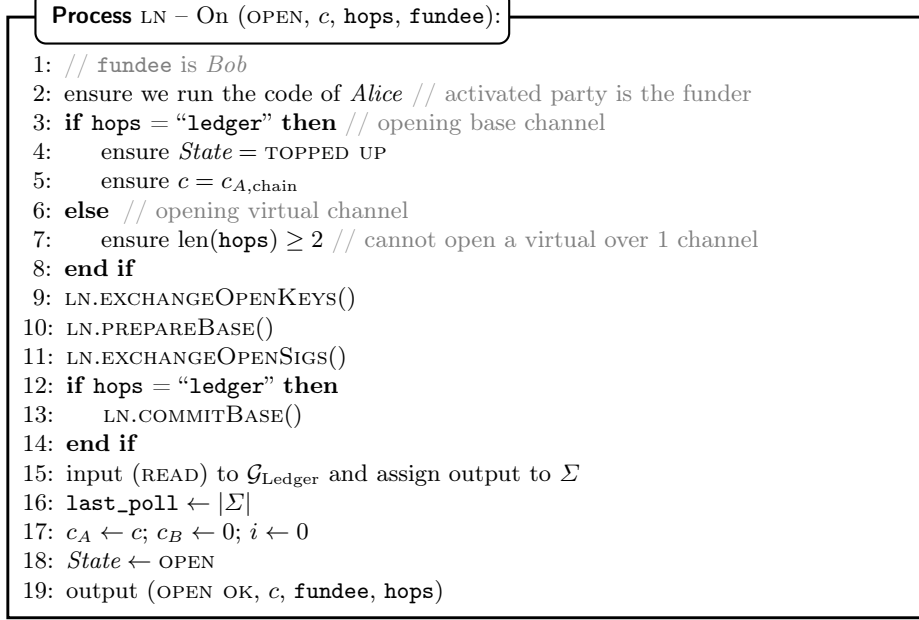 Process LN – On (OPEN, c, hops, fundee):
1: // fundee is Bob
2: ensure we run the code of Alice // activated party is the funder
3: if hops = “ledger” then // opening base channel
4: ensure State = TOPPED UP
5: ensure c = c_{A,chain}
6: else // opening virtual channel
7: ensure len(hops) ≥ 2 // cannot open a virtual over 1 channel
8: end if
9: LN.EXCHANGEOPENKEYS()
10: LN.PREPAREBASE()
11: LN.EXCHANGEOPENSIGS()
12: if hops = “ledger” then
13: LN.COMMITBASE()
14: end if
15: input (READ) to 𝒢_{Ledger} and assign output to Σ
16: last_poll ← |Σ|
17: c_A ← c; c_B ← 0; i ← 0
18: State ← OPEN
19: output (OPEN OK, c, fundee, hops)